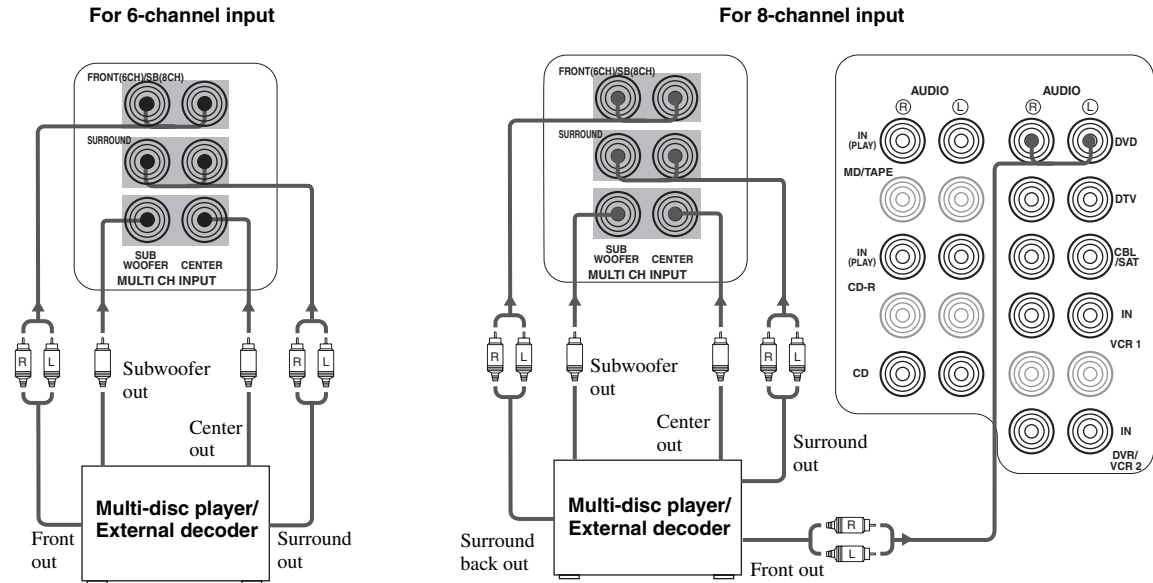 For 6-channel input
FRONT(6CH)/SB(8CH)
SURROUND
SUB
WOOFER
CENTER
MULTI CH INPUT
R
L
R
L
Subwoofer
out
Center
out
Multi-disc player/
External decoder
Front
out
Surround
out
For 8-channel input
FRONT(6CH)/SB(8CH)
SURROUND
SUB
WOOFER
CENTER
MULTI CH INPUT
R
L
R
L
Subwoofer
out
Center
out
Surround
out
Multi-disc player/
External decoder
Surround
back out
R
L
Front out
AUDIO
R
L
AUDIO
R
L
IN
(PLAY)
MD/TAPE
IN
(PLAY)
CD-R
CD
DVD
DTV
CBL
/SAT
IN
VCR 1
IN
DVR/
VCR 2